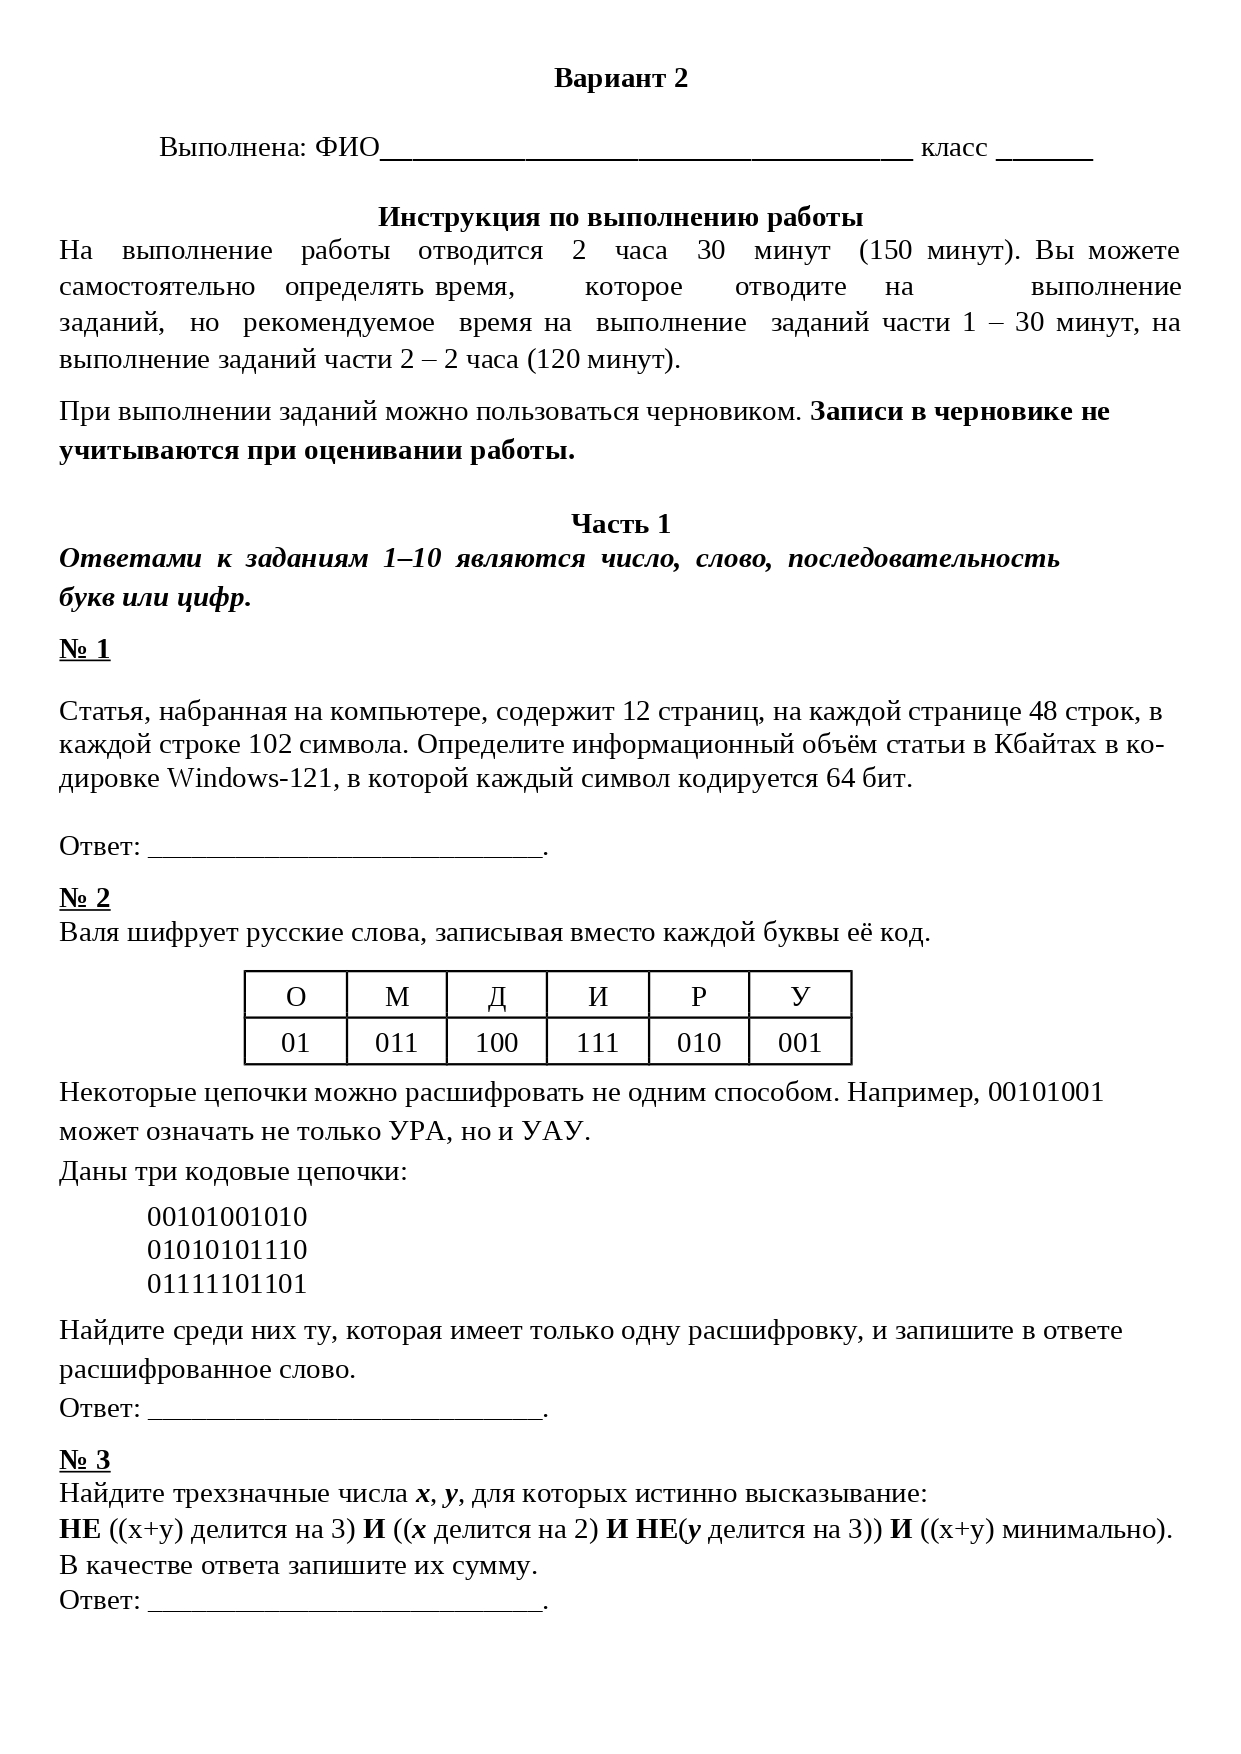 Вариант 2
Выполнена: ФИО_________________________________ класс ______
Инструкция по выполнению работы
На выполнение работы отводится 2 часа 30 минут (150 минут). Вы можете
самостоятельно определять время, которое отводите на выполнение
заданий, но рекомендуемое время на выполнение заданий части 1 – 30 минут, на
выполнение заданий части 2 – 2 часа (120 минут).
При выполнении заданий можно пользоваться черновиком. Записи в черновике не
учитываются при оценивании работы.
Часть 1
Ответами к заданиям 1–10 являются число, слово, последовательность
букв или цифр.
№ 1
Статья, набранная на компьютере, содержит 12 страниц, на каждой странице 48 строк, в
каждой строке 102 символа. Определите информационный объём статьи в Кбайтах в ко-
дировке Windows-121, в которой каждый символ кодируется 64 бит.
Ответ: ___________________________.
№ 2
Валя шифрует русские слова, записывая вместо каждой буквы её код.
О М Д И Р У
01 011 100 111 010 001
Некоторые цепочки можно расшифровать не одним способом. Например, 00101001
может означать не только УРА, но и УАУ.
Даны три кодовые цепочки:
00101001010
01010101110
01111101101
Найдите среди них ту, которая имеет только одну расшифровку, и запишите в ответе
расшифрованное слово.
Ответ: ___________________________.
№ 3
Найдите трехзначные числа x, y, для которых истинно высказывание:
НЕ ((x+y) делится на 3) И ((x делится на 2) И НЕ(y делится на 3)) И ((x+y) минимально).
В качестве ответа запишите их сумму.
Ответ: ___________________________.